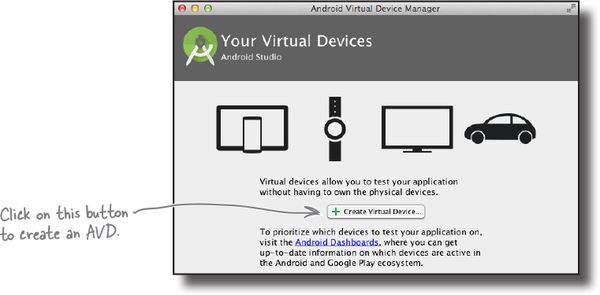 Android Virtual Device Manager
Your Virtual Devices
Android Studio
Virtual devices allow you to test your application
without having to own the physical devices.
Click on this button
to create an AVD.
Create Virtual Device...
To prioritize which devices to test your application on,
visit the Android Dashboards, where you can get
up-to-date information on which devices are active in
the Android and Google Play ecosystem.